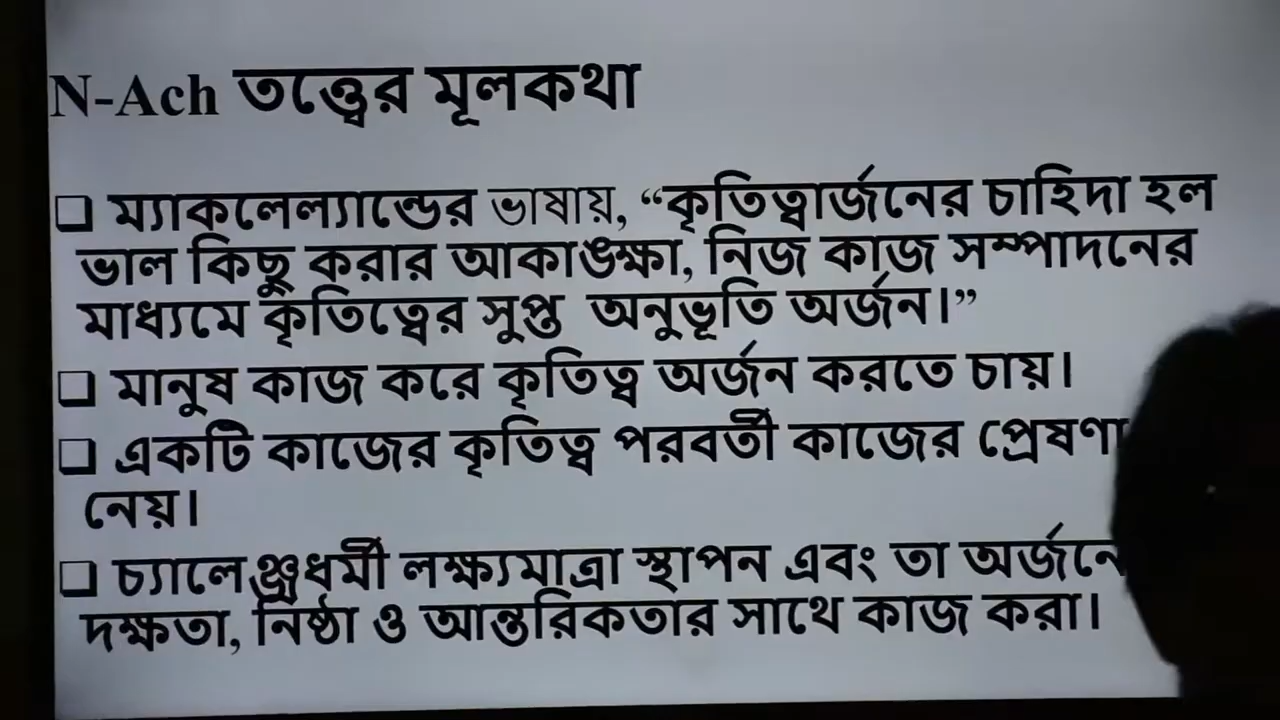 N-Ach তত্ত্বের মূলকথা
❑ ম্যাকলেল্যান্ডের ভাষায়, “কৃতিত্বার্জনের চাহিদা হল
ভাল কিছু করার আকাঙ্ক্ষা, নিজ কাজ সম্পাদনের
মাধ্যমে কৃতিত্বের সুপ্ত অনুভূতি অর্জন।”
❑ মানুষ কাজ করে কৃতিত্ব অর্জন করতে চায়।
❑ একটি কাজের কৃতিত্ব পরবর্তী কাজের প্রেষণা
নেয়।
❑ চ্যালেঞ্জধর্মী লক্ষ্যমাত্রা স্থাপন এবং তা অর্জনে
দক্ষতা, নিষ্ঠা ও আন্তরিকতার সাথে কাজ করা।